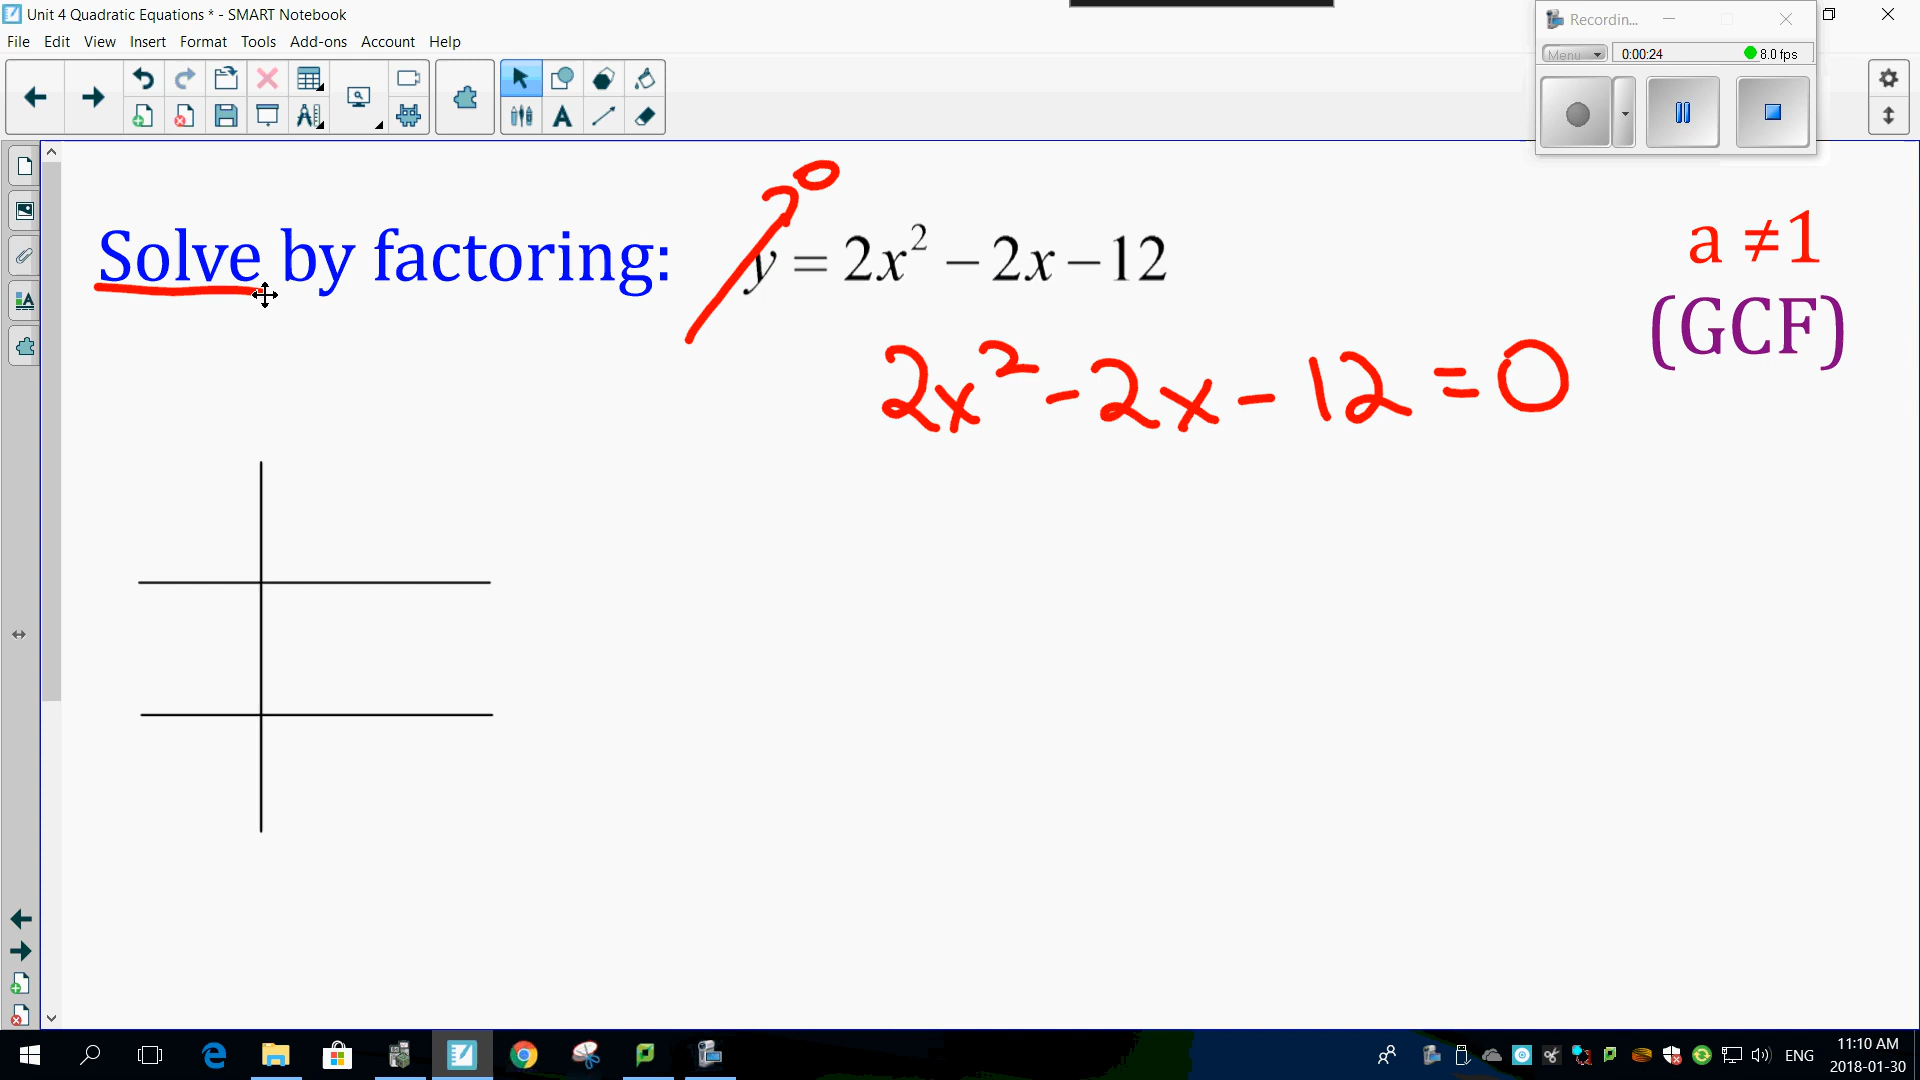 Unit 4 Quadratic Equations * - SMART Notebook
Recordin...
File Edit View Insert Format Tools Add-ons Account Help
Menu 0:00:24 8.0 fps
0
Solve by factoring: y = 2x² − 2x − 12
a ≠1
(GCF)
2x² - 2x - 12 = 0
ENG
11:10 AM
2018-01-30